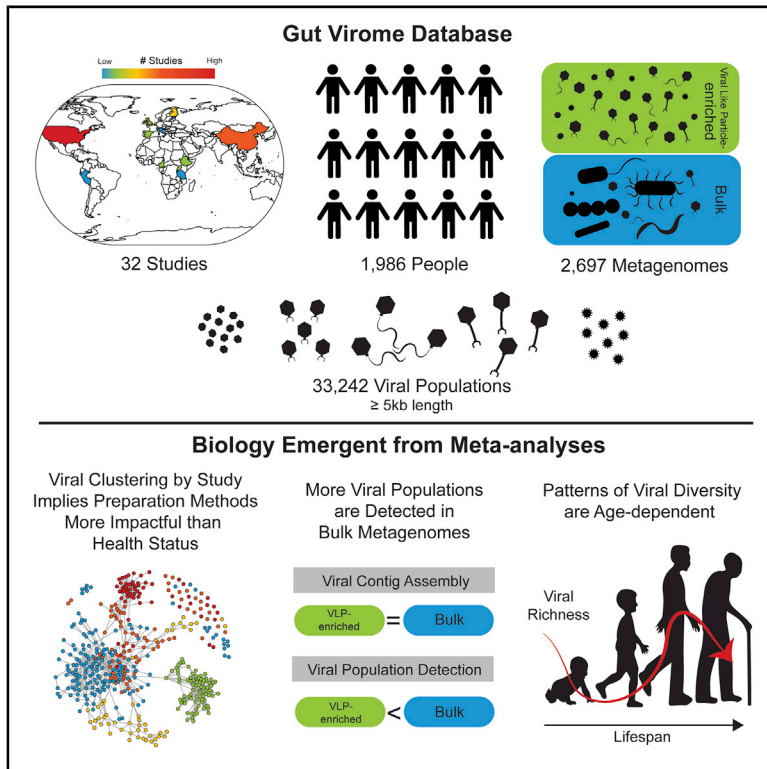 Gut Virome Database
Low
# Studies
High
32 Studies
1,986 People
Viral Like Particle-
enriched
Bulk
2,697 Metagenomes
33,242 Viral Populations
≥ 5kb length
Biology Emergent from Meta-analyses
Viral Clustering by Study
Implies Preparation Methods
More Impactful than
Health Status
More Viral Populations
are Detected in
Bulk Metagenomes
Viral Contig Assembly
VLP-
enriched
=
Bulk
Viral Population Detection
VLP-
enriched
<
Bulk
Patterns of Viral Diversity
are Age-dependent
Viral
Richness
Lifespan